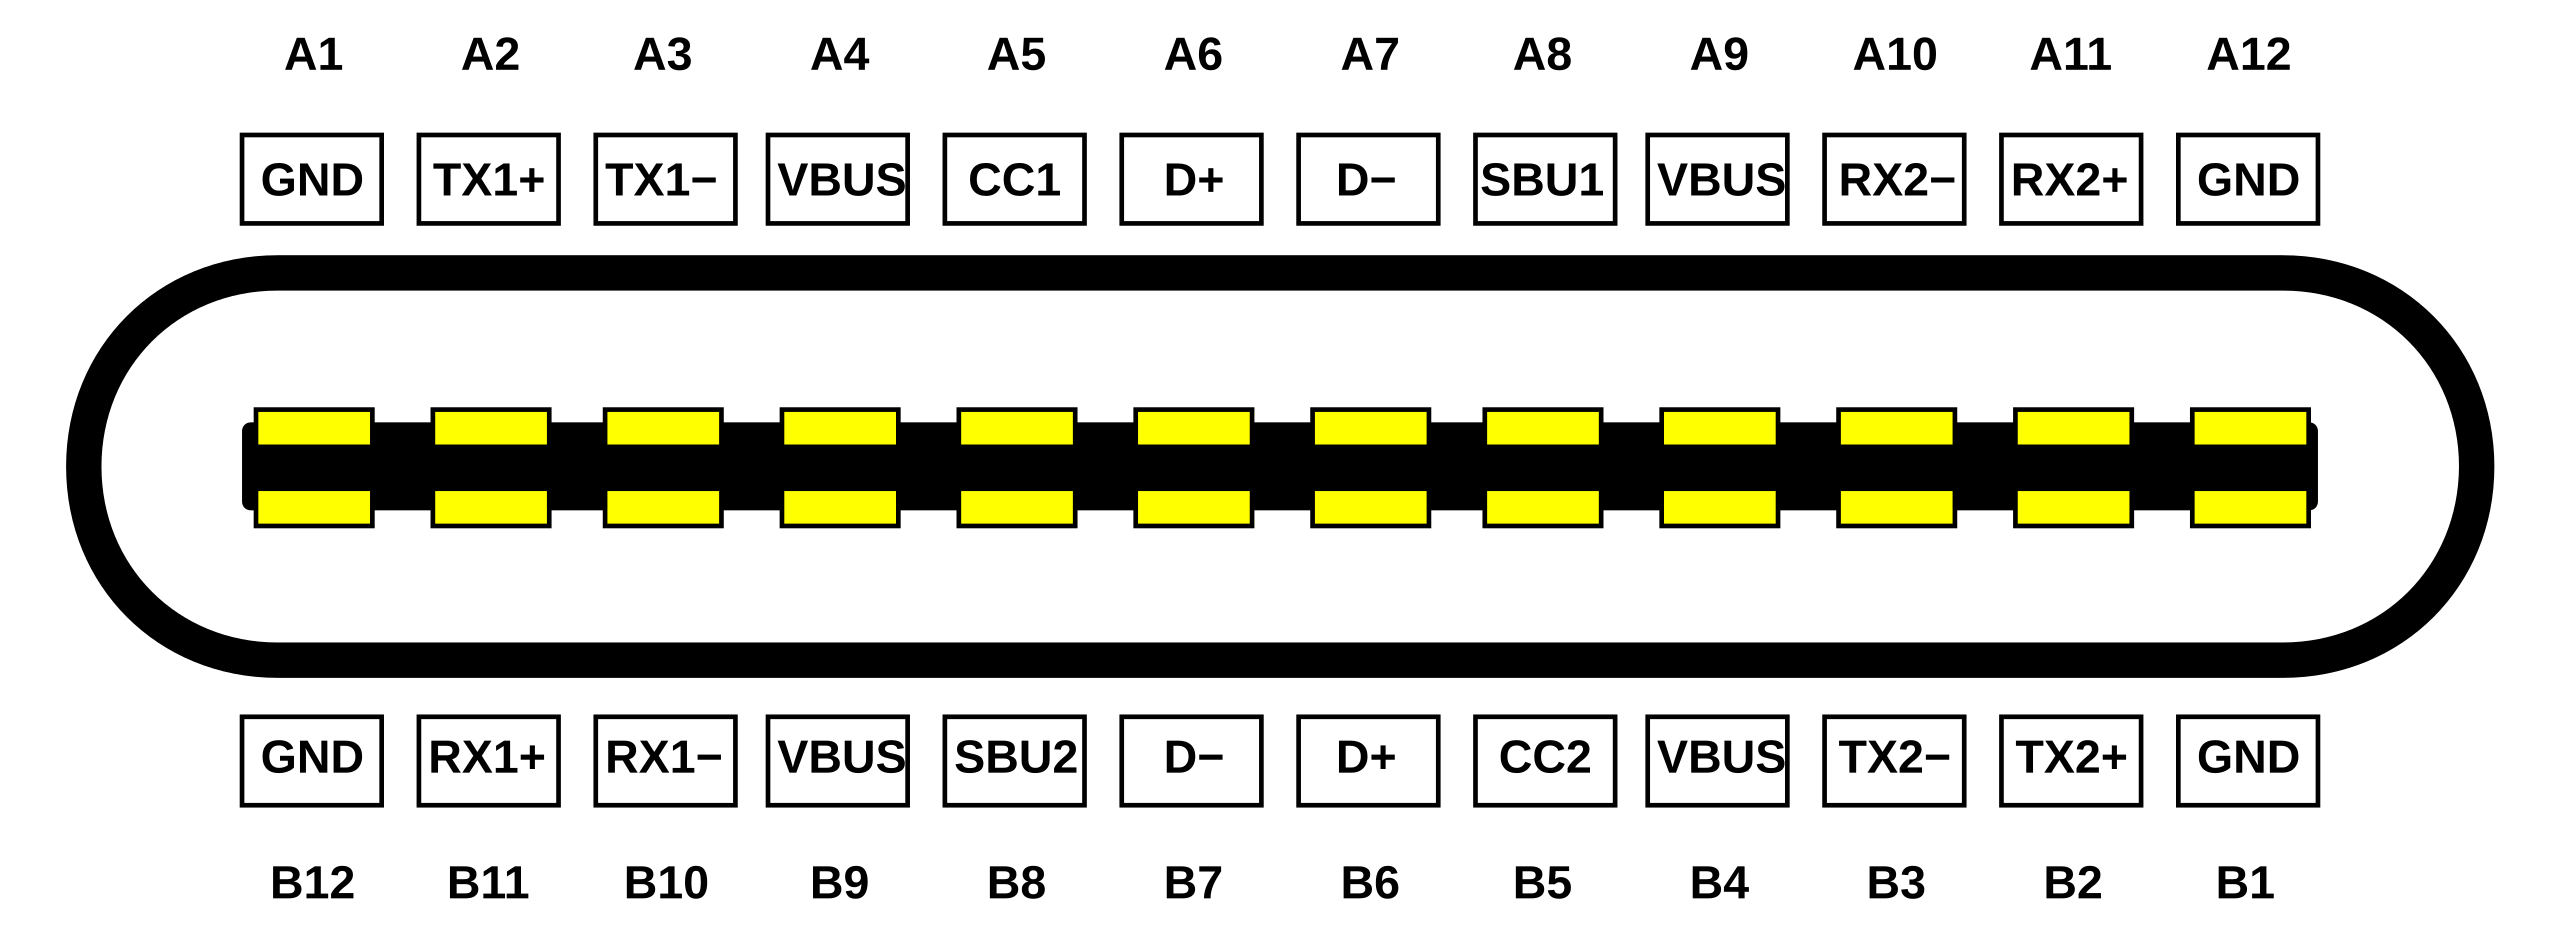 A1 A2 A3 A4 A5 A6 A7 A8 A9 A10 A11 A12
GND TX1+ TX1− VBUS CC1 D+ D− SBU1 VBUS RX2− RX2+ GND
GND RX1+ RX1− VBUS SBU2 D− D+ CC2 VBUS TX2− TX2+ GND
B12 B11 B10 B9 B8 B7 B6 B5 B4 B3 B2 B1